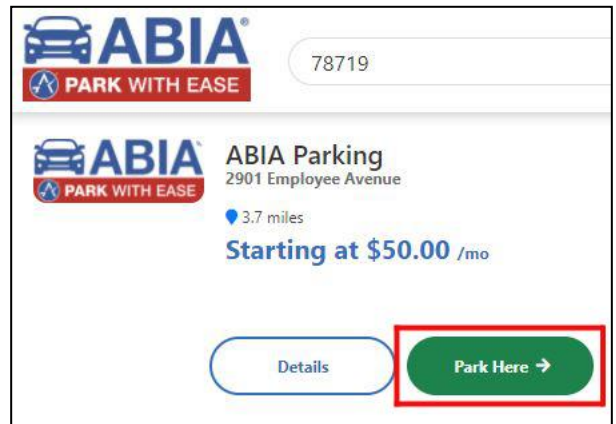 ABIA
PARK WITH EASE
78719
ABIA
PARK WITH EASE
ABIA Parking
2901 Employee Avenue
3.7 miles
Starting at $50.00 /mo
Details
Park Here →